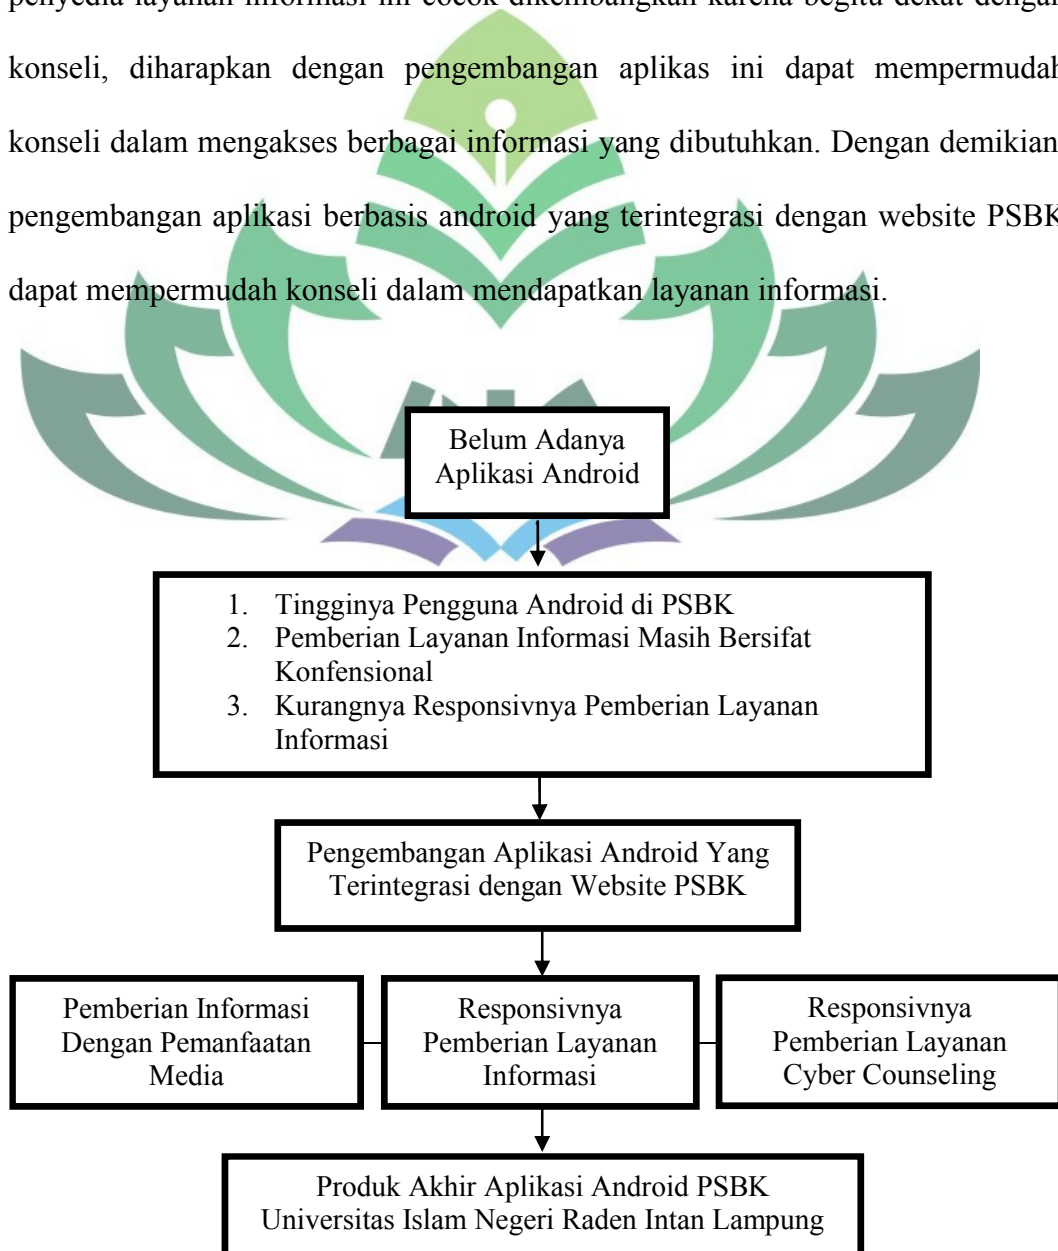 penyedia layanan informasi ini cocok dikembangkan karena begitu dekat dengan
konseli, diharapkan dengan pengembangan aplikas ini dapat mempermudah
konseli dalam mengakses berbagai informasi yang dibutuhkan. Dengan demikian
pengembangan aplikasi berbasis android yang terintegrasi dengan website PSBK
dapat mempermudah konseli dalam mendapatkan layanan informasi.
Belum Adanya
Aplikasi Android
1. Tingginya Pengguna Android di PSBK
2. Pemberian Layanan Informasi Masih Bersifat
Konfensional
3. Kurangnya Responsivnya Pemberian Layanan
Informasi
Pengembangan Aplikasi Android Yang
Terintegrasi dengan Website PSBK
Pemberian Informasi
Dengan Pemanfaatan
Media
Responsivnya
Pemberian Layanan
Informasi
Responsivnya
Pemberian Layanan
Cyber Counseling
Produk Akhir Aplikasi Android PSBK
Universitas Islam Negeri Raden Intan Lampung